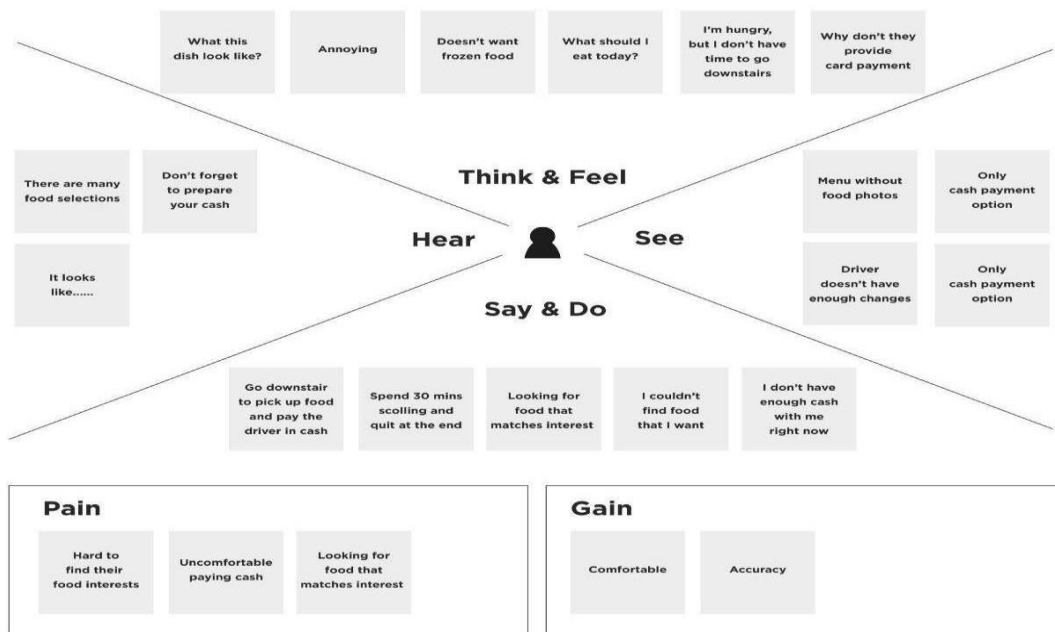 What this
dish look like?
Annoying
Doesn't want
frozen food
What should I
eat today?
I'm hungry,
but I don't have
time to go
downstairs
Why don't they
provide
card payment
Think & Feel
There are many
food selections
Don't forget
to prepare
your cash
It looks
like......
Hear
See
Menu without
food photos
Only
cash payment
option
Driver
doesn't have
enough changes
Only
cash payment
option
Say & Do
Go downstair
to pick up food
and pay the
driver in cash
Spend 30 mins
scolling and
quit at the end
Looking for
food that
matches interest
I couldn't
find food
that I want
I don't have
enough cash
with me
right now
Pain
Hard to
find their
food interests
Uncomfortable
paying cash
Looking for
food that
matches interest
Gain
Comfortable
Accuracy